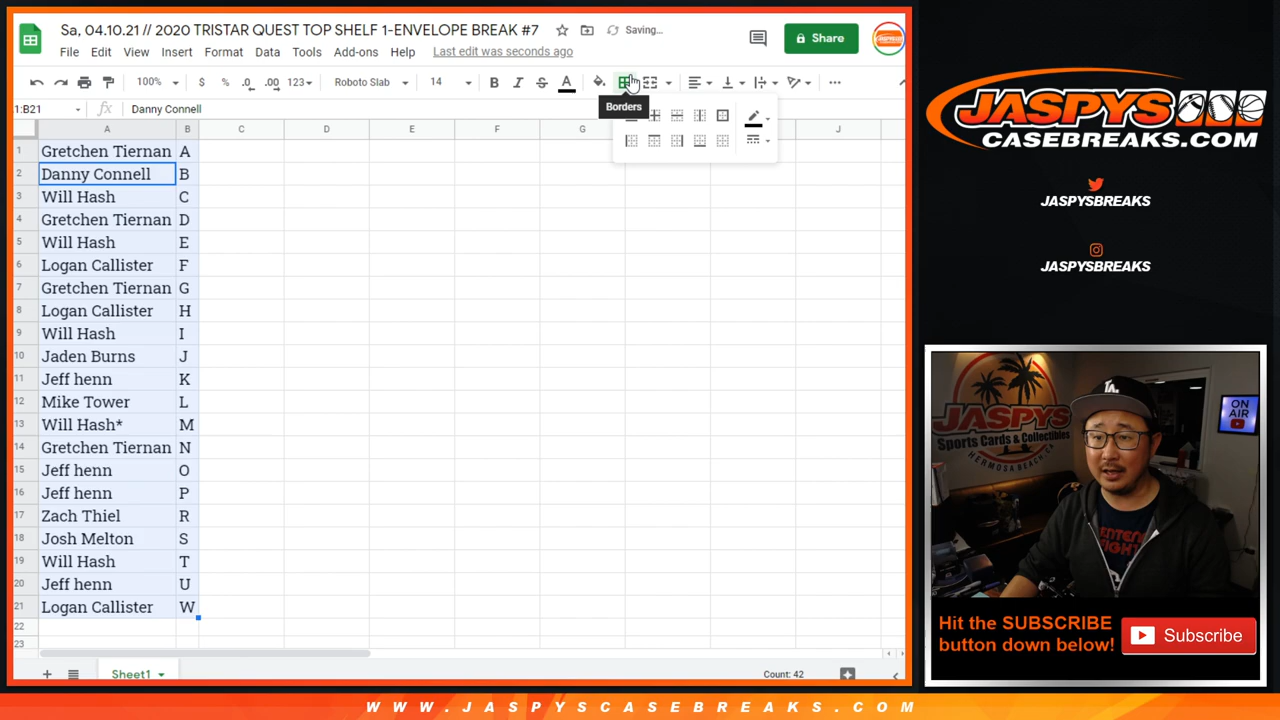 Sa, 04.10.21 // 2020 TRISTAR QUEST TOP SHELF 1-ENVELOPE BREAK #7
Saving...
File Edit View Insert Format Data Tools Add-ons Help Last edit was seconds ago
Share
100% $ % .0 .00 123 Roboto Slab 14 B I S A
Borders
1:B21 fx Danny Connell
A B C D E F G H I J
1 Gretchen Tiernan A
2 Danny Connell B
3 Will Hash C
4 Gretchen Tiernan D
5 Will Hash E
6 Logan Callister F
7 Gretchen Tiernan G
8 Logan Callister H
9 Will Hash I
10 Jaden Burns J
11 Jeff henn K
12 Mike Tower L
13 Will Hash* M
14 Gretchen Tiernan N
15 Jeff henn O
16 Jeff henn P
17 Zach Thiel R
18 Josh Melton S
19 Will Hash T
20 Jeff henn U
21 Logan Callister W
22
23
Sheet1
Count: 42
JASPYS
CASEBREAKS.COM
JASPYSBREAKS
JASPYSBREAKS
JASPYS
Sports Cards & Collectibles
HERMOSA BEACH, CA
ON
AIR
LA
Hit the SUBSCRIBE
button down below!
Subscribe
WWW.JASPYSCASEBREAKS.COM